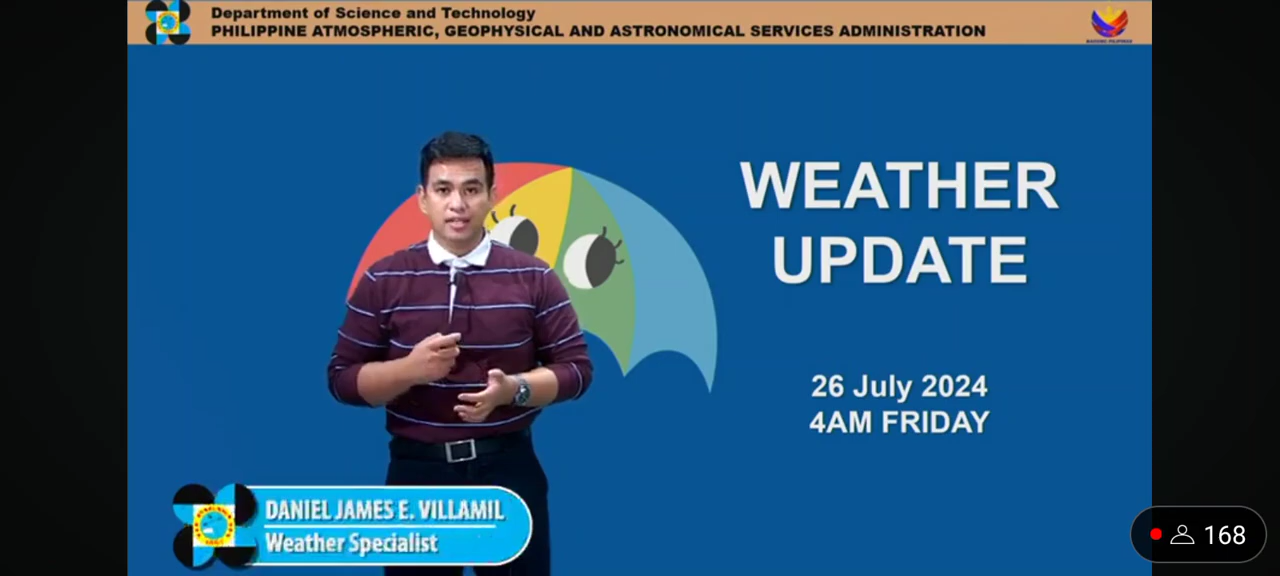 Department of Science and Technology
PHILIPPINE ATMOSPHERIC, GEOPHYSICAL AND ASTRONOMICAL SERVICES ADMINISTRATION
WEATHER
UPDATE
26 July 2024
4AM FRIDAY
DANIEL JAMES E. VILLAMIL
Weather Specialist
168